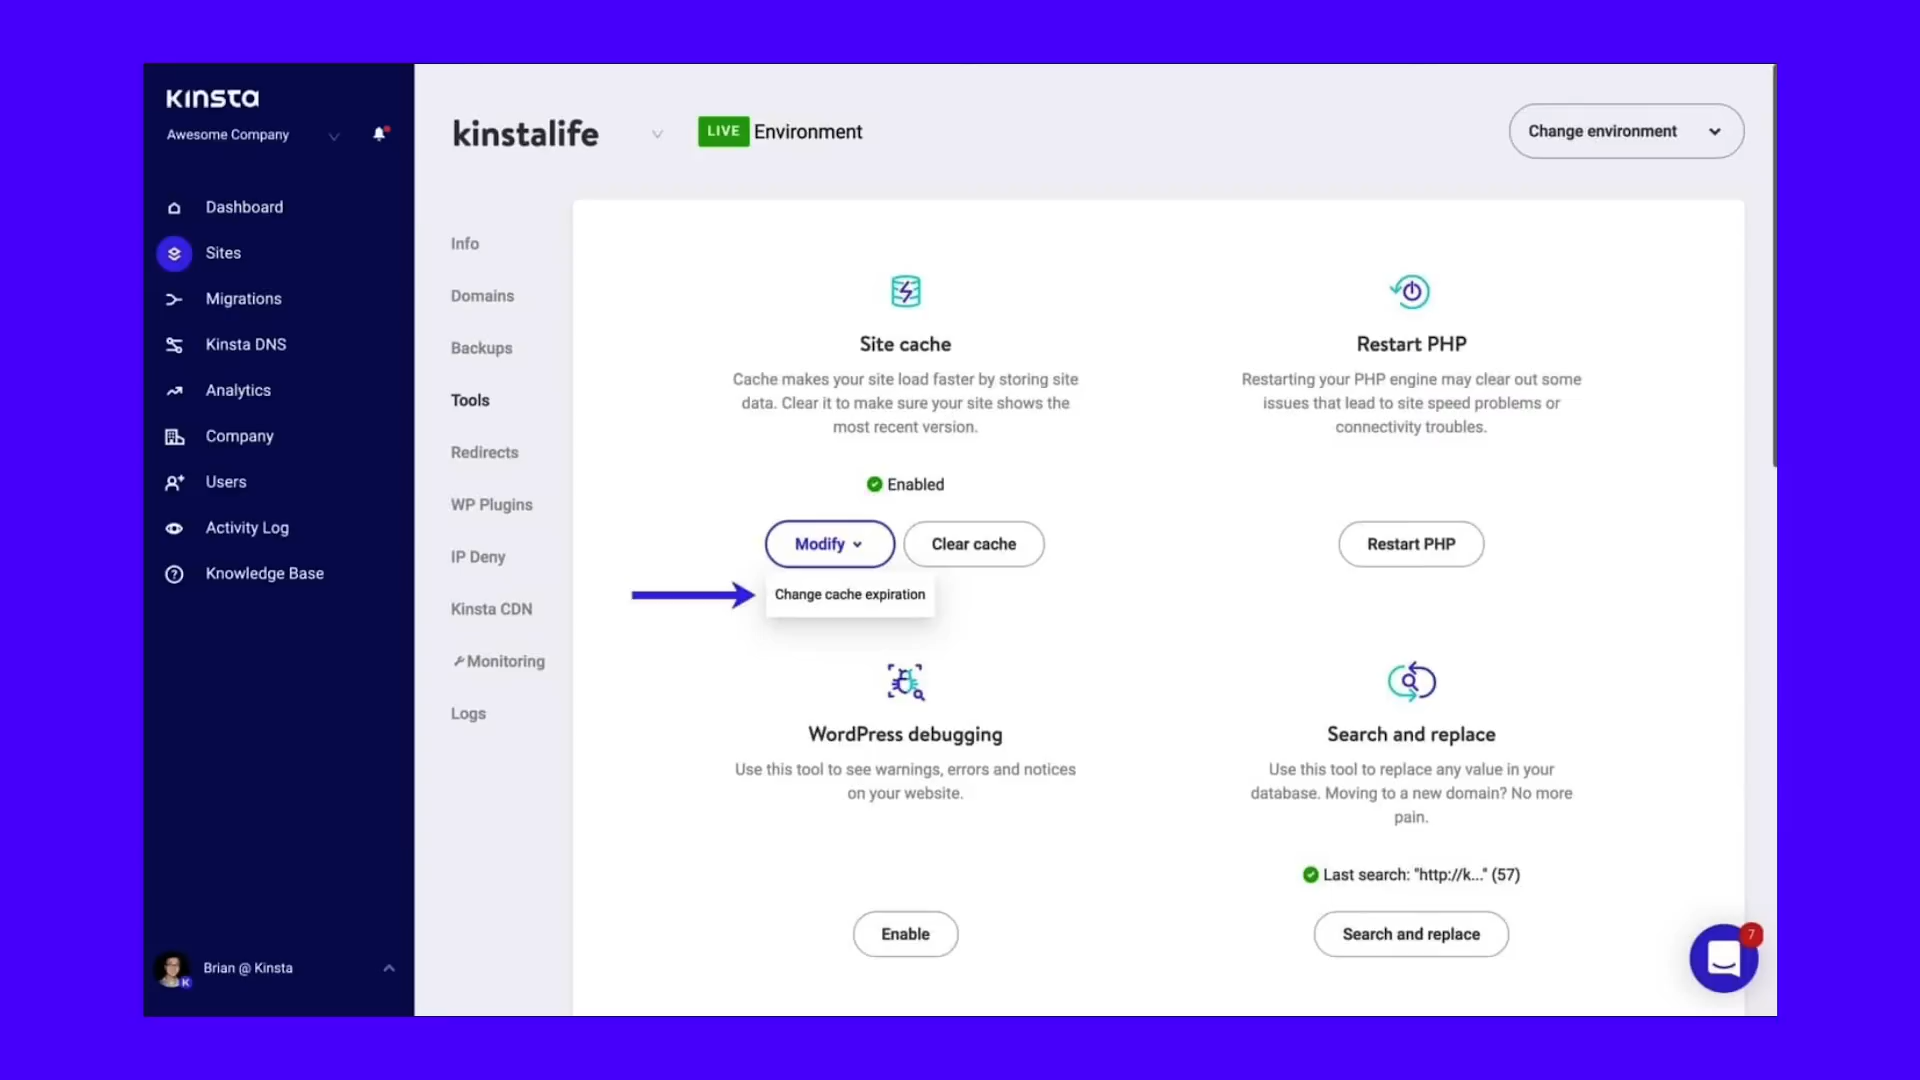 Kinsta
Awesome Company
Dashboard
Sites
Migrations
Kinsta DNS
Analytics
Company
Users
Activity Log
Knowledge Base
K
Brian @ Kinsta
kinstalife
LIVE Environment
Change environment
Info
Domains
Backups
Tools
Redirects
WP Plugins
IP Deny
Kinsta CDN
Monitoring
Logs
Site cache
Cache makes your site load faster by storing site
data. Clear it to make sure your site shows the
most recent version.
Enabled
Modify
Clear cache
Change cache expiration
Restart PHP
Restarting your PHP engine may clear out some
issues that lead to site speed problems or
connectivity troubles.
Restart PHP
WordPress debugging
Use this tool to see warnings, errors and notices
on your website.
Enable
Search and replace
Use this tool to replace any value in your
database. Moving to a new domain? No more
pain.
Last search: "http://k..." (57)
Search and replace
7